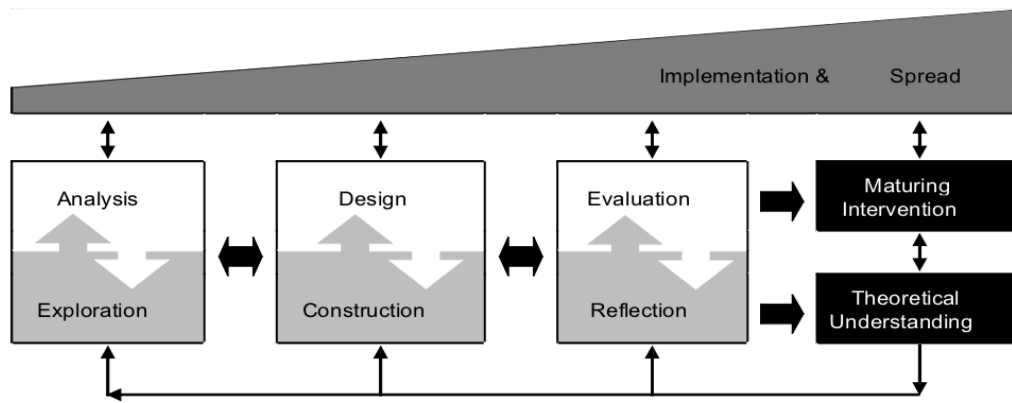 Implementation & Spread
Analysis
Exploration
Design
Construction
Evaluation
Reflection
Maturing
Intervention
Theoretical
Understanding